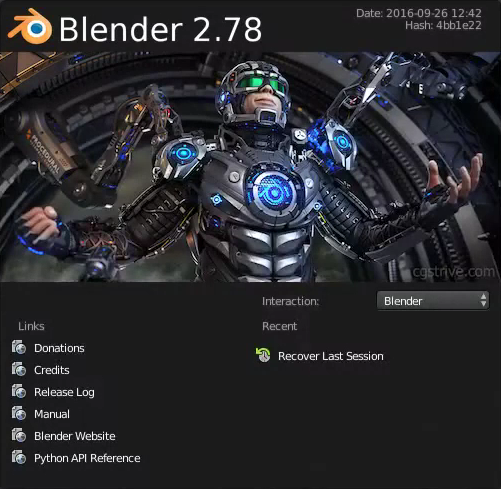 Blender 2.78
Date: 2016-09-26 12:42
Hash: 4bb1e22
PROCEDURAL
cgstrive.com
Interaction:
Blender
Links
Recent
Donations
Recover Last Session
Credits
Release Log
Manual
Blender Website
Python API Reference